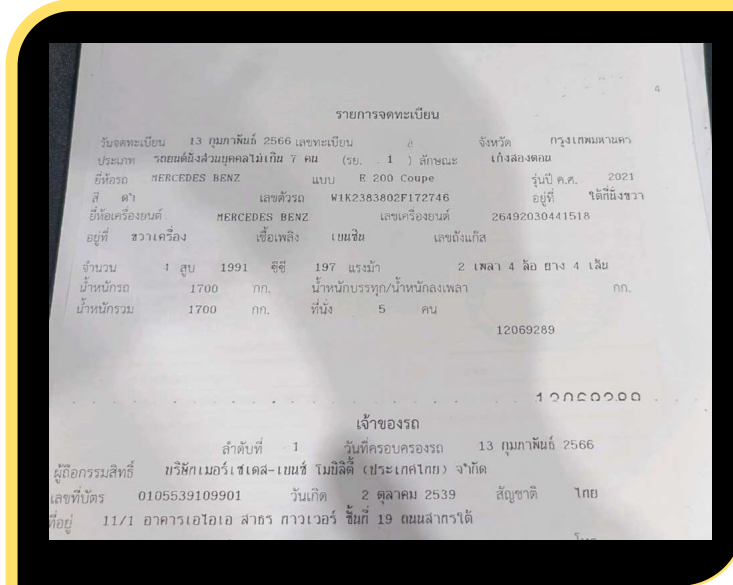 4
รายการจดทะเบียน
วันจดทะเบียน 13 กุมภาพันธ์ 2566 เลขทะเบียน จังหวัด กรุงเทพมหานคร
ประเภท รถยนต์นั่งส่วนบุคคลไม่เกิน 7 คน (รย. 1 ) ลักษณะ เก๋งสองตอน
ยี่ห้อรถ MERCEDES BENZ แบบ E 200 Coupe รุ่นปี ค.ศ. 2021
สี ดำ เลขตัวรถ W1K2383802F172746 อยู่ที่ ใต้ที่นั่งขวา
ยี่ห้อเครื่องยนต์ MERCEDES BENZ เลขเครื่องยนต์ 26492030441518
อยู่ที่ ขวาเครื่อง เชื้อเพลิง เบนซิน เลขถังแก๊ส
จำนวน 4 สูบ 1991 ซีซี 197 แรงม้า 2 เพลา 4 ล้อ ยาง 4 เส้น
น้ำหนักรถ 1700 กก. น้ำหนักบรรทุก/น้ำหนักลงเพลา กก.
น้ำหนักรวม 1700 กก. ที่นั่ง 5 คน
12069289
12069289
เจ้าของรถ
ลำดับที่ 1 วันที่ครอบครองรถ 13 กุมภาพันธ์ 2566
ผู้ถือกรรมสิทธิ์ บริษัทเมอร์เซเดส-เบนซ์ โมบิลิตี้ (ประเทศไทย) จำกัด
เลขที่บัตร 0105539109901 วันเกิด 2 ตุลาคม 2539 สัญชาติ ไทย
ที่อยู่ 11/1 อาคารเอไอเอ สาทร ทาวเวอร์ ชั้นที่ 19 ถนนสาทรใต้